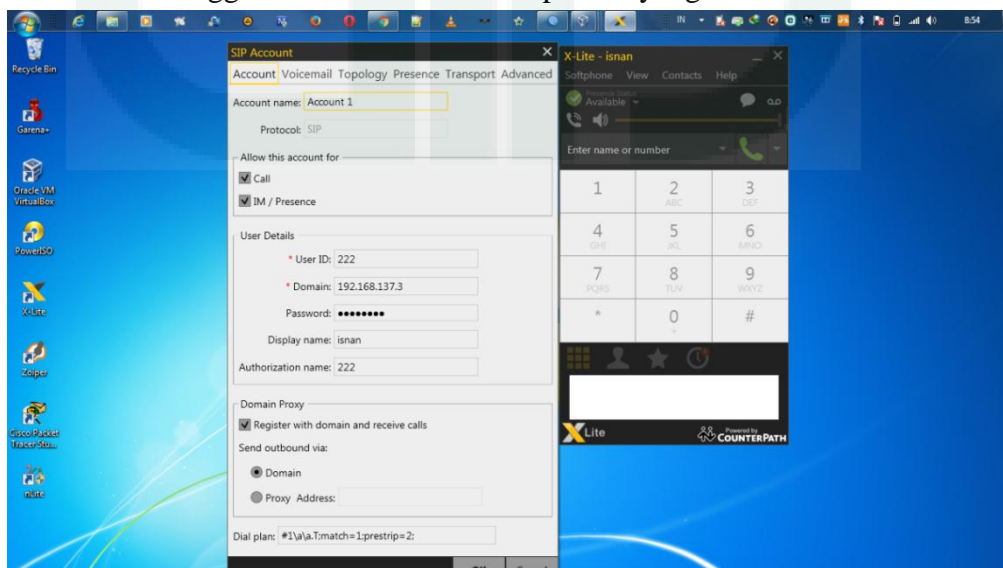 IN
8:54
Recycle Bin
Garena+
Oracle VM
VirtualBox
PowerISO
X-Lite
Zoiper
Cisco Packet
SIP Account
Account Voicemail Topology Presence Transport Advanced
Account name: Account 1
Protocol: SIP
Allow this account for
Call
IM / Presence
User Details
* User ID: 222
* Domain: 192.168.137.3
Password: ●●●●●●●●
Display name: isnan
Authorization name: 222
Domain Proxy
Register with domain and receive calls
Send outbound via:
Domain
Proxy Address:
Dial plan: #1\a\a.T;match=1;prestrip=2;
X-Lite - isnan
Softphone View Contacts Help
Presence Status
Available
Enter name or number
1 2 3
ABC DEF
4 5 6
GHI JKL MNO
7 8 9
PQRS TUV WXYZ
* 0 #
+
X Lite
Powered by
COUNTERPATH